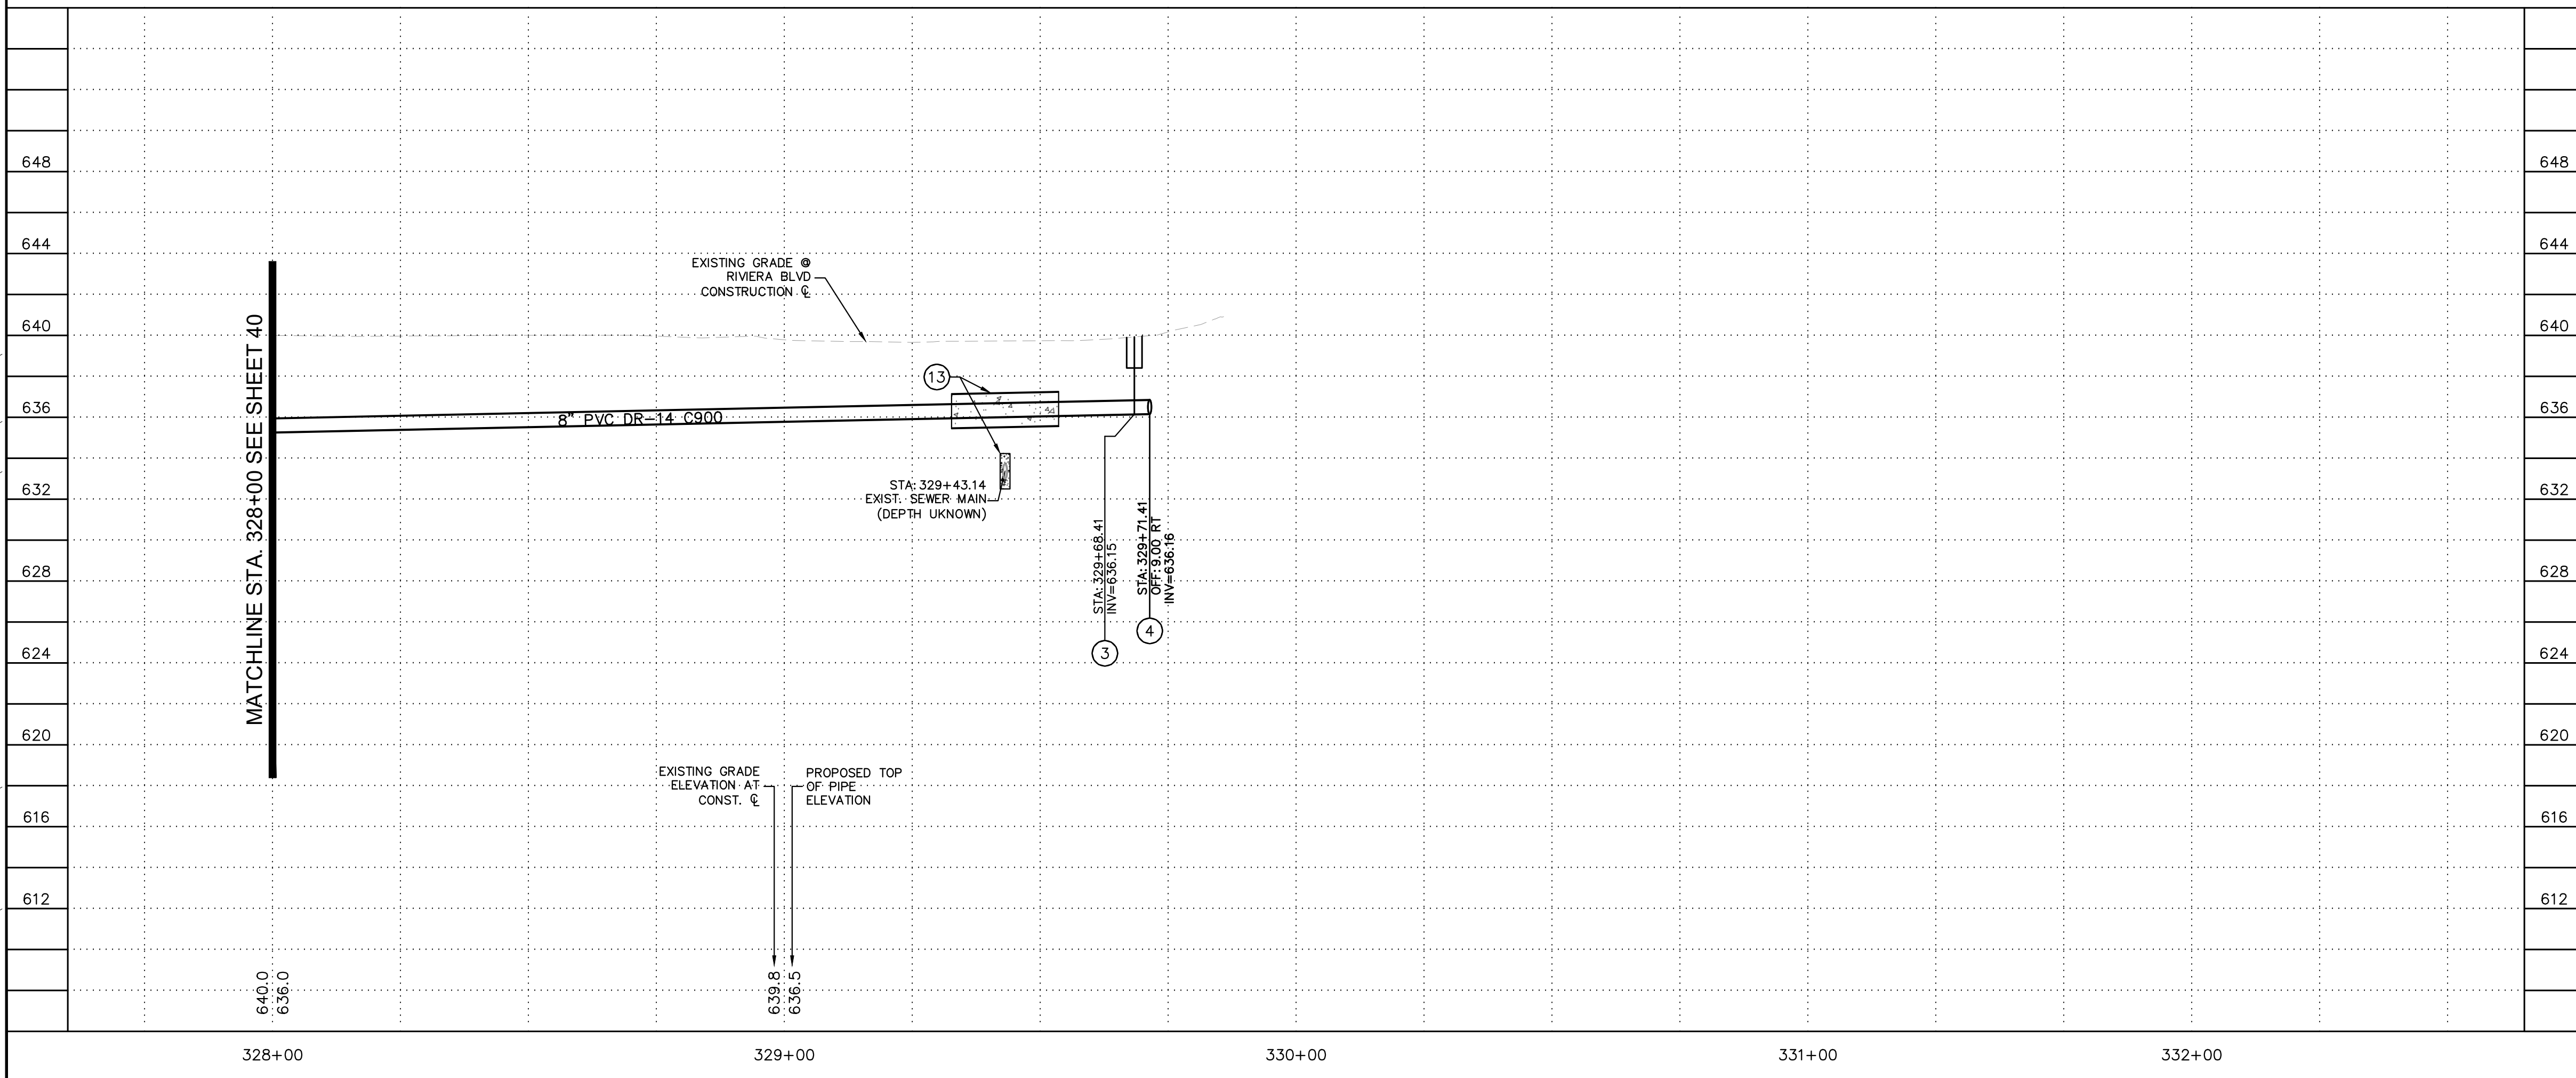 648
648
644
644
EXISTING GRADE @
RIVIERA BLVD
CONSTRUCTION ℄
640
640
MATCHLINE STA. 328+00 SEE SHEET 40
13
636
636
8" PVC DR-14 C900
632
632
STA: 329+43.14
EXIST. SEWER MAIN
(DEPTH UKNOWN)
STA: 329+68.41
INV=636.15
STA: 329+71.41
OFF: 9.00 RT
INV=636.16
628
628
4
3
624
624
620
620
EXISTING GRADE
ELEVATION AT
CONST. ℄
PROPOSED TOP
OF PIPE
ELEVATION
616
616
612
612
640.0
636.0
639.8
636.5
328+00
329+00
330+00
331+00
332+00